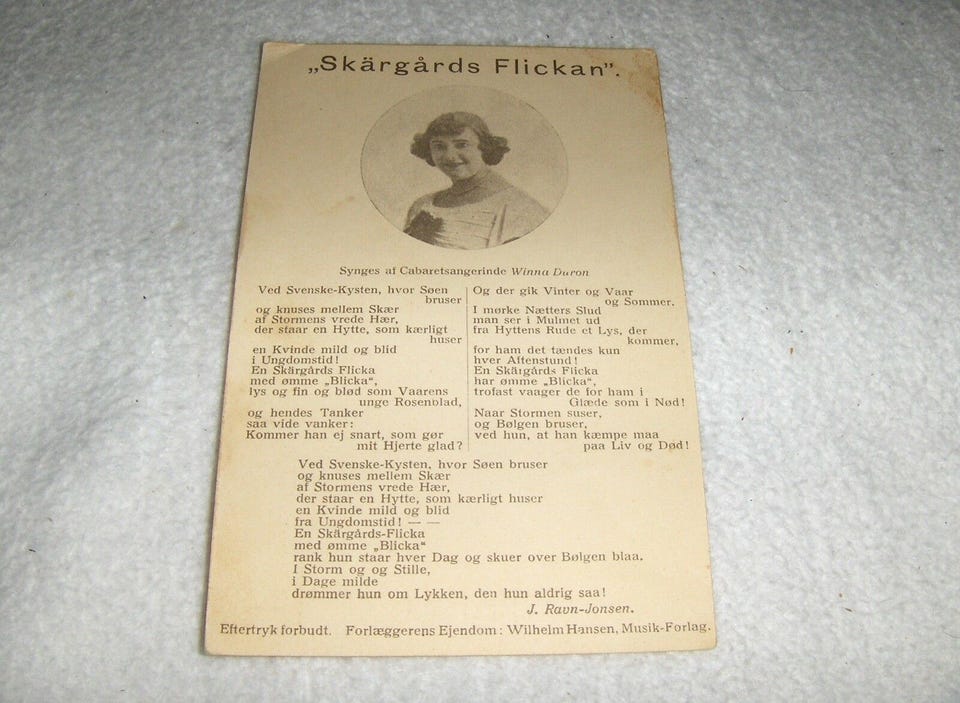 „Skärgårds Flickan”.
Synges af Cabaretsangerinde Winna Duron
Ved Svenske-Kysten, hvor Søen
bruser
og knuses mellem Skær
af Stormens vrede Hær,
der staar en Hytte, som kærligt
huser
en Kvinde mild og blid
i Ungdomstid!
En Skärgårds Flicka
med ømme „Blicka“,
lys og fin og blød som Vaarens
unge Rosenblad,
og hendes Tanker
saa vide vanker:
Kommer han ej snart, som gør
mit Hjerte glad?
Og der gik Vinter og Vaar
og Sommer.
I mørke Nætters Slud
man ser i Mulmet ud
fra Hyttens Rude et Lys, der
kommer,
for ham det tændes kun
hver Aftenstund!
En Skärgårds Flicka
har ømme „Blicka“,
trofast vaager de for ham i
Glæde som i Nød!
Naar Stormen suser,
og Bølgen bruser,
ved hun, at han kæmpe maa
paa Liv og Død!
Ved Svenske-Kysten, hvor Søen bruser
og knuses mellem Skær
af Stormens vrede Hær,
der staar en Hytte, som kærligt huser
en Kvinde mild og blid
fra Ungdomstid! — —
En Skärgårds-Flicka
med ømme „Blicka“
rank hun staar hver Dag og skuer over Bølgen blaa.
I Storm og og Stille,
i Dage milde
drømmer hun om Lykken, den hun aldrig saa!
J. Ravn-Jonsen.
Eftertryk forbudt. Forlæggerens Ejendom: Wilhelm Hansen, Musik-Forlag.